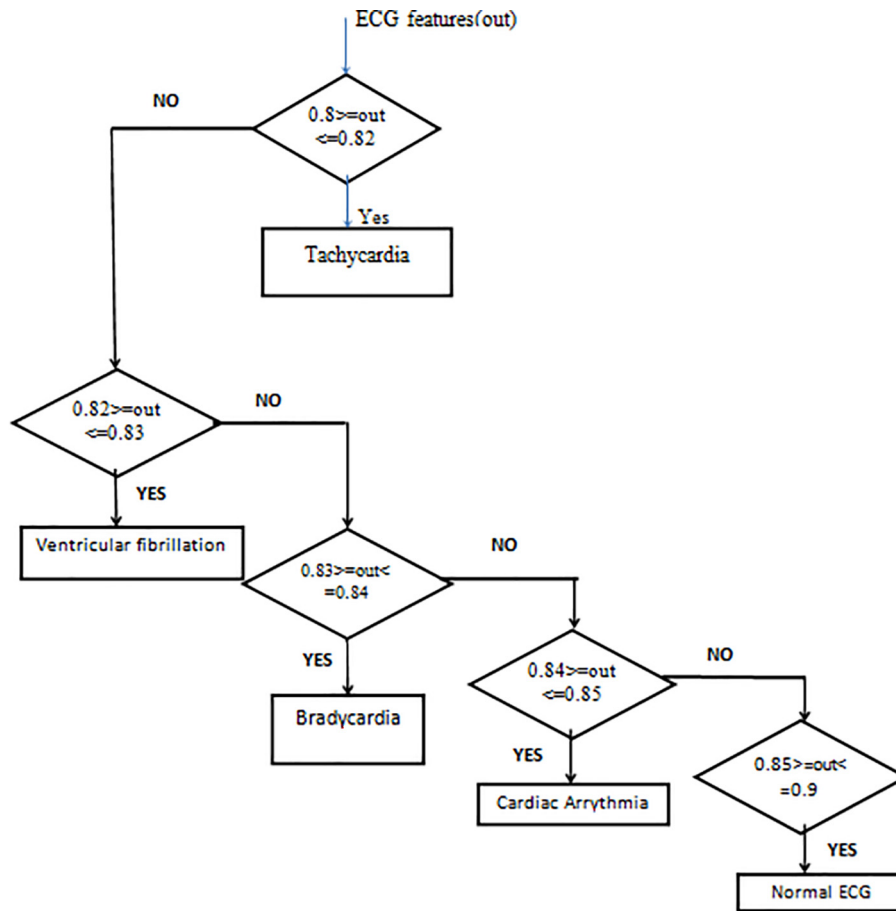 ECG features(out)
NO
0.8>=out
<=0.82
Yes
Tachycardia
0.82>=out
<=0.83
NO
YES
Ventricular fibrillation
0.83>=out<
=0.84
NO
YES
Bradycardia
0.84>=out
<=0.85
NO
YES
Cardiac Arrythmia
0.85>=out<
=0.9
YES
Normal ECG